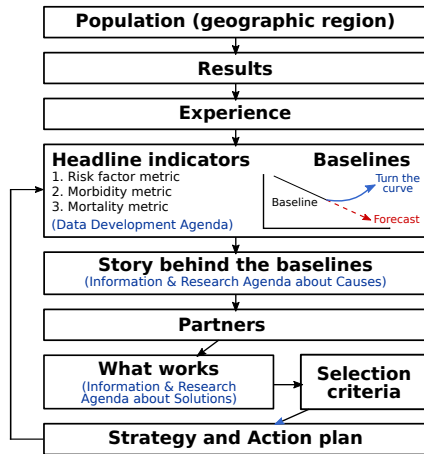 Population (geographic region)
Results
Experience
Headline indicators
1. Risk factor metric
2. Morbidity metric
3. Mortality metric
(Data Development Agenda)
Baselines
Turn the
curve
Baseline
Forecast
Story behind the baselines
(Information & Research Agenda about Causes)
Partners
What works
(Information & Research
Agenda about Solutions)
Selection
criteria
Strategy and Action plan